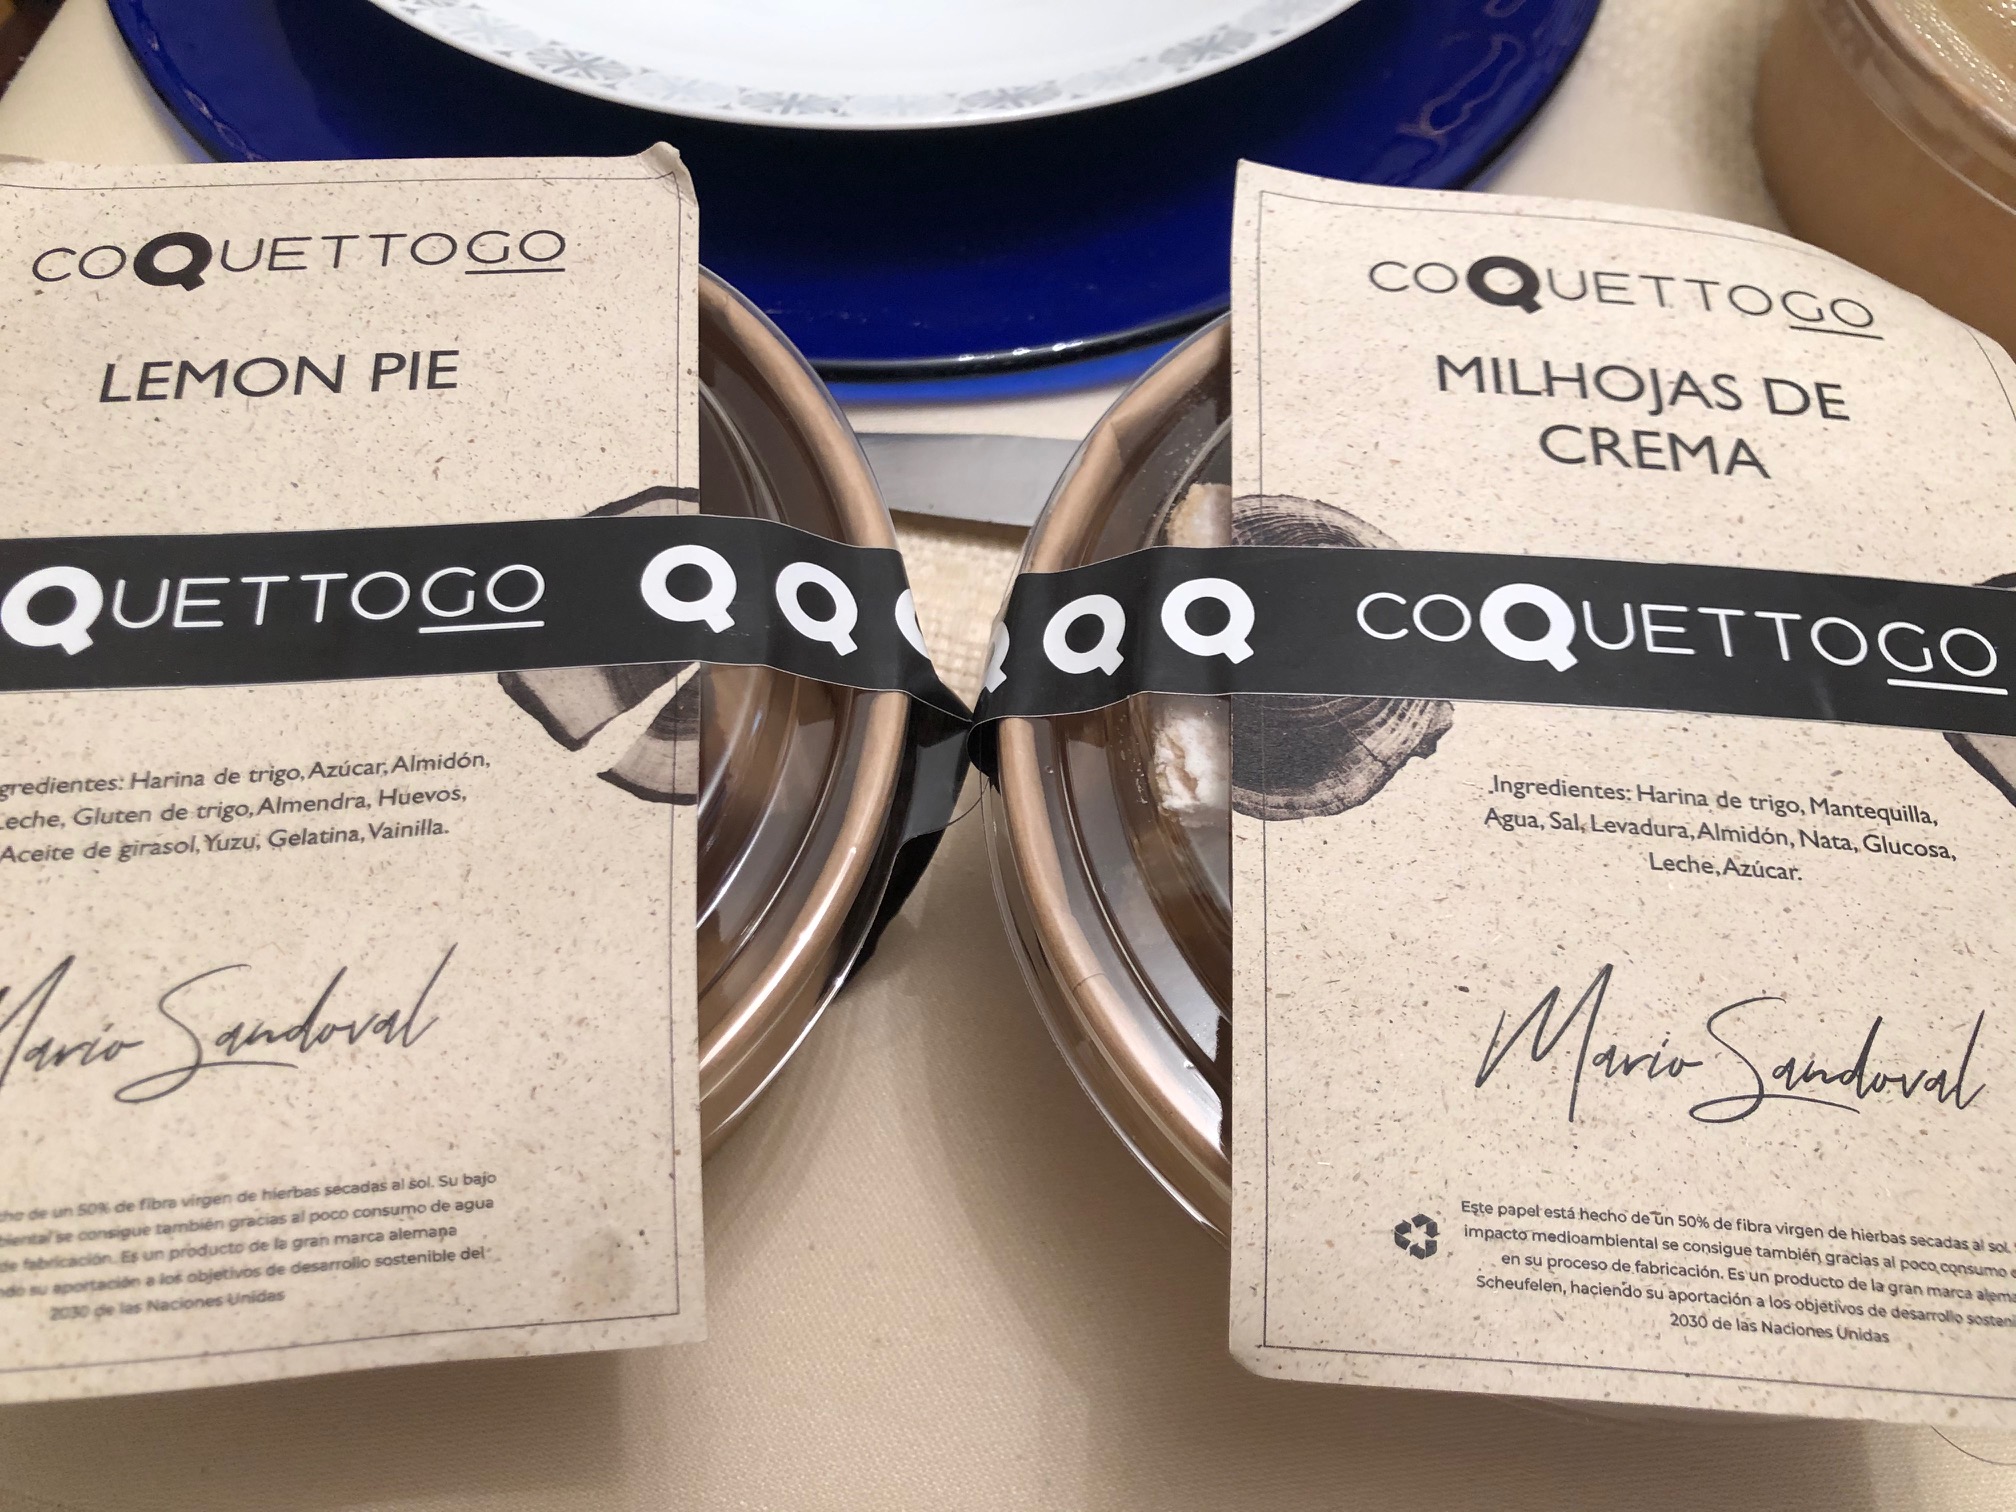 COQUETTOGO
LEMON PIE
QUETTOGO Q Q
gredientes: Harina de trigo, Azúcar, Almidón,
Leche, Gluten de trigo, Almendra, Huevos,
Aceite de girasol, Yuzu, Gelatina, Vainilla.
Mario Sandoval
de un 50% de fibra virgen de hierbas secadas al sol. Su bajo
se consigue también gracias al poco consumo de agua
de fabricación. Es un producto de la gran marca alemana
su aportación a los objetivos de desarrollo sostenible del
2030 de las Naciones Unidas
COQUETTOGO
MILHOJAS DE
CREMA
Q Q COQUETTOGO
Ingredientes: Harina de trigo, Mantequilla,
Agua, Sal, Levadura, Almidón, Nata, Glucosa,
Leche, Azúcar.
Mario Sandoval
Este papel está hecho de un 50% de fibra virgen de hierbas secadas al sol.
impacto medioambiental se consigue también gracias al poco consumo
en su proceso de fabricación. Es un producto de la gran marca alema
Scheufelen, haciendo su aportación a los objetivos de desarrollo sosteni
2030 de las Naciones Unidas